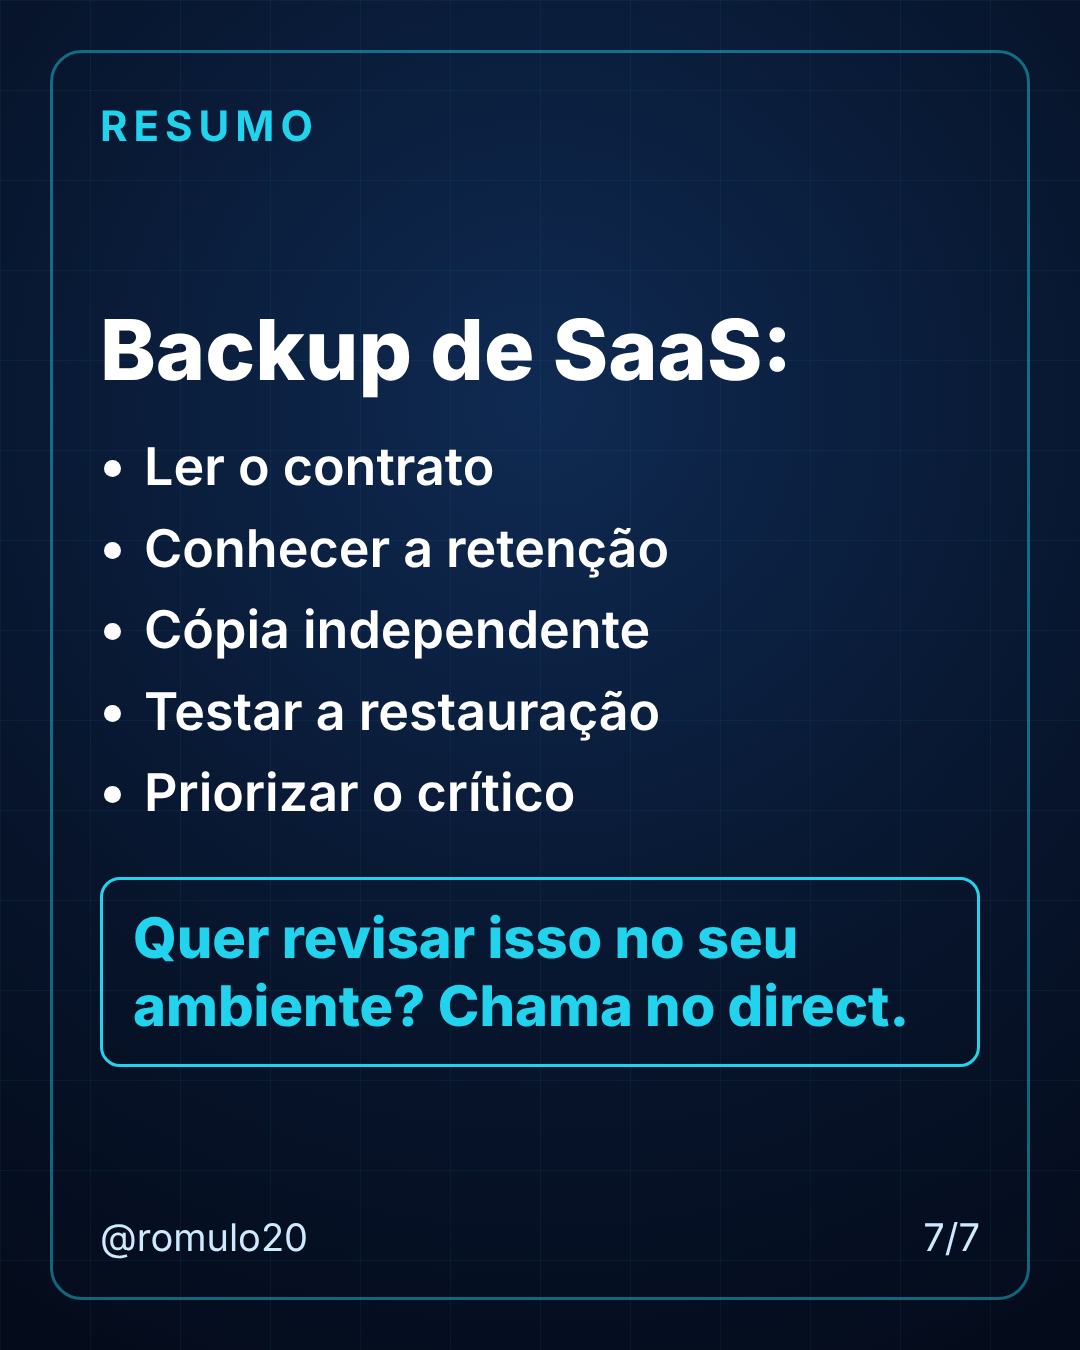 RESUMO
Backup de SaaS:
• Ler o contrato
• Conhecer a retenção
• Cópia independente
• Testar a restauração
• Priorizar o crítico
Quer revisar isso no seu
ambiente? Chama no direct.
@romulo20
7/7